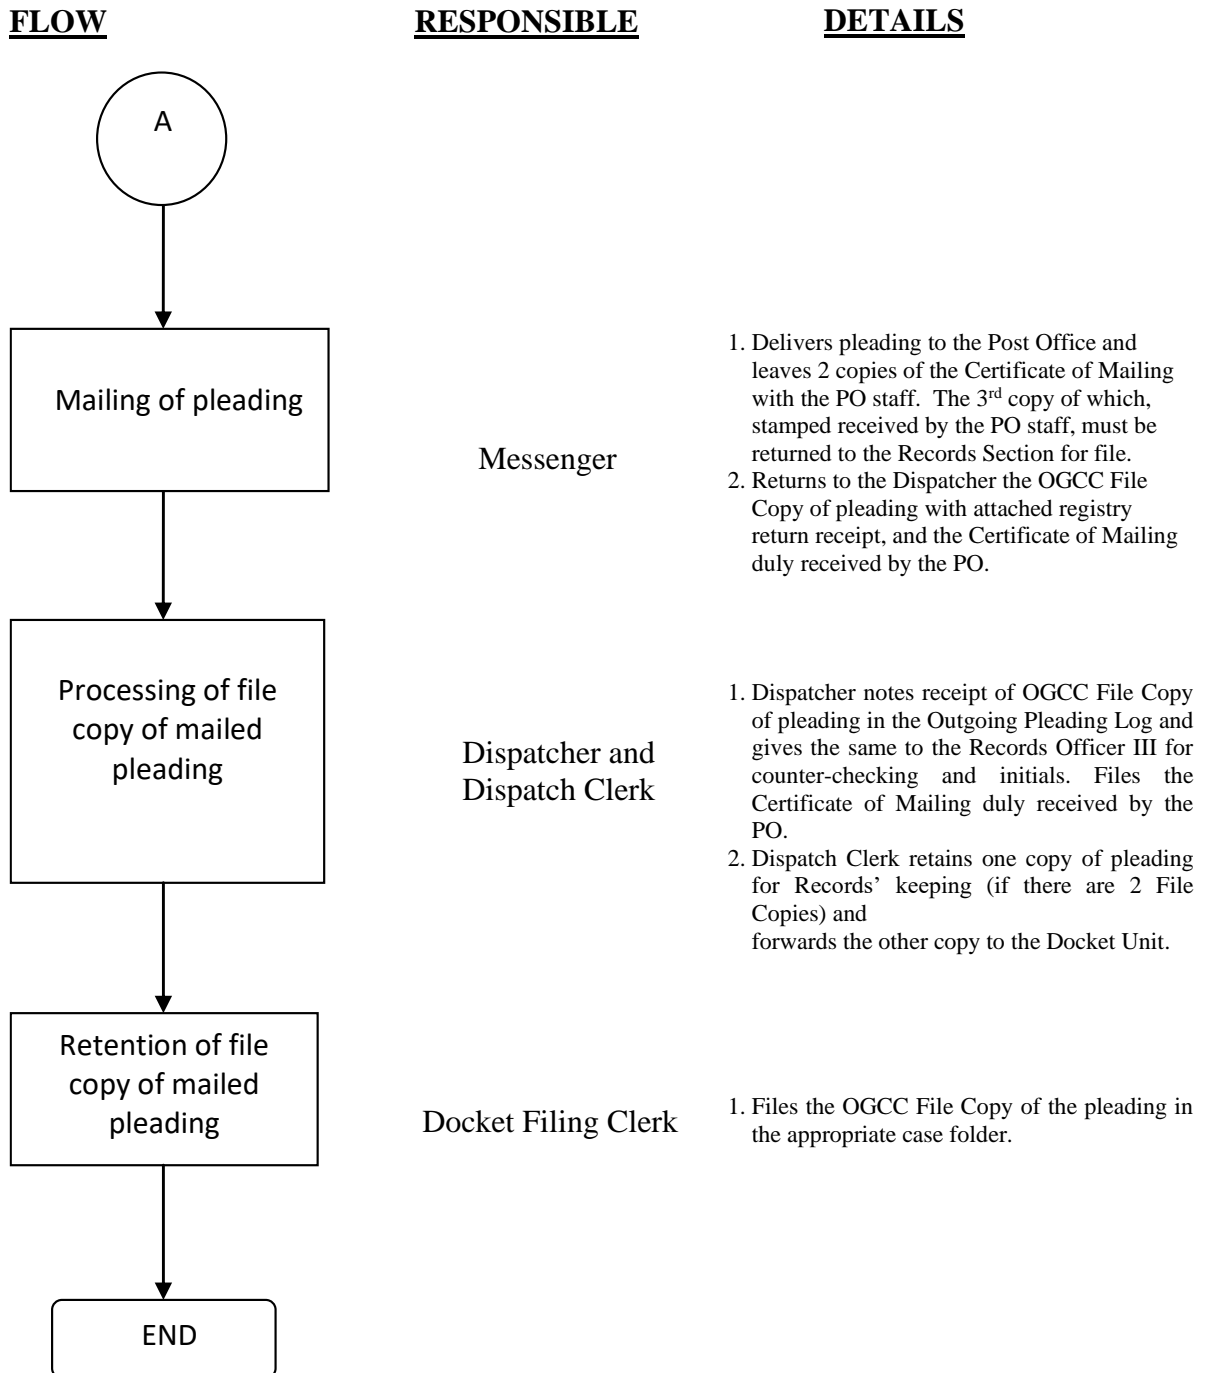 FLOW RESPONSIBLE DETAILS
A
Mailing of pleading
Messenger
1. Delivers pleading to the Post Office and
leaves 2 copies of the Certificate of Mailing
with the PO staff. The 3rd copy of which,
stamped received by the PO staff, must be
returned to the Records Section for file.
2. Returns to the Dispatcher the OGCC File
Copy of pleading with attached registry
return receipt, and the Certificate of Mailing
duly received by the PO.
Processing of file
copy of mailed
pleading
Dispatcher and
Dispatch Clerk
1. Dispatcher notes receipt of OGCC File Copy
of pleading in the Outgoing Pleading Log and
gives the same to the Records Officer III for
counter-checking and initials. Files the
Certificate of Mailing duly received by the
PO.
2. Dispatch Clerk retains one copy of pleading
for Records’ keeping (if there are 2 File
Copies) and
forwards the other copy to the Docket Unit.
Retention of file
copy of mailed
pleading
Docket Filing Clerk
1. Files the OGCC File Copy of the pleading in
the appropriate case folder.
END